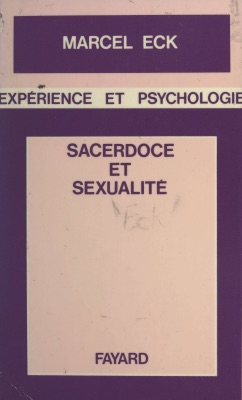 MARCEL ECK
EXPÉRIENCE ET PSYCHOLOGIE
SACERDOCE
ET
SEXUALITÉ
Eck
FAYARD